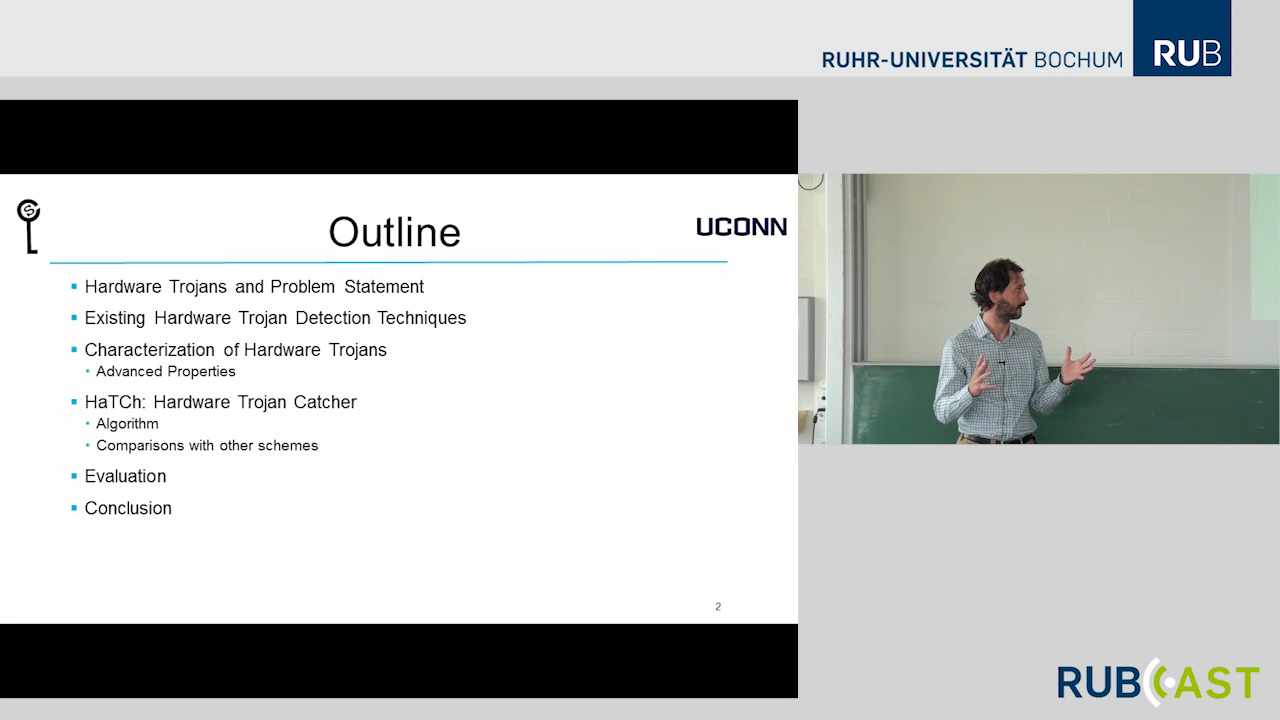 RUHR-UNIVERSITÄT BOCHUM
RUB
S
Outline
UCONN
Hardware Trojans and Problem Statement
Existing Hardware Trojan Detection Techniques
Characterization of Hardware Trojans
Advanced Properties
HaTCh: Hardware Trojan Catcher
Algorithm
Comparisons with other schemes
Evaluation
Conclusion
2
RUBCAST